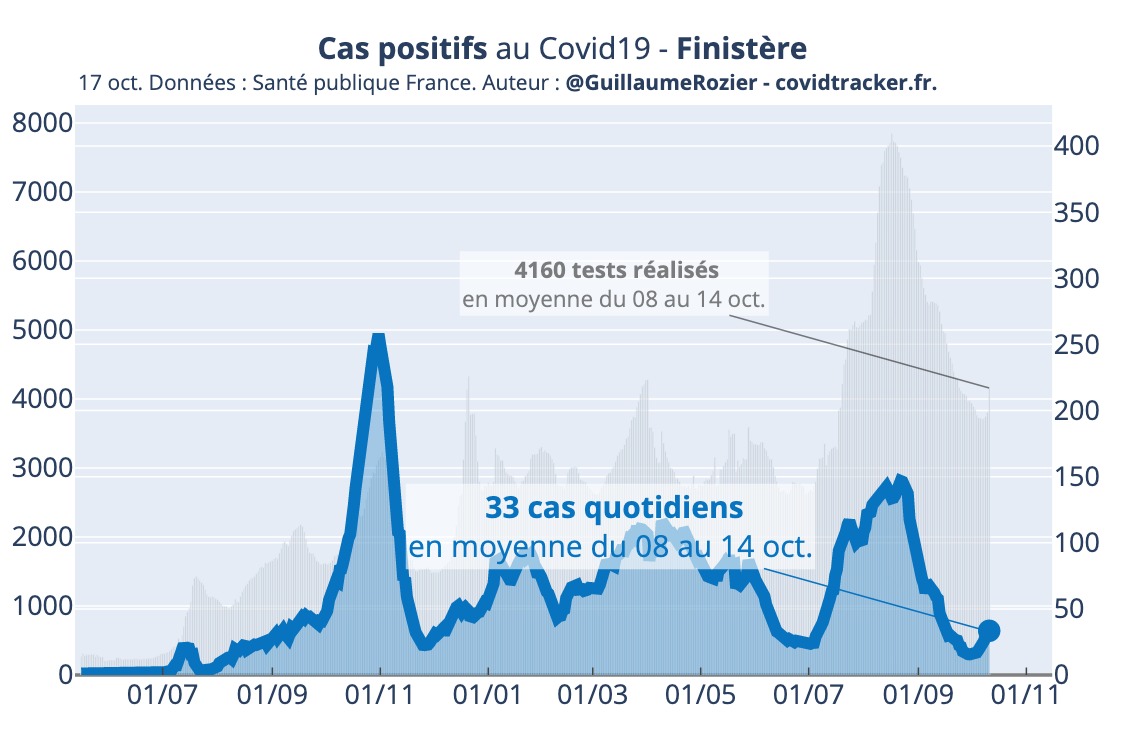 Cas positifs au Covid19 - Finistère
17 oct. Données : Santé publique France. Auteur : @GuillaumeRozier - covidtracker.fr.
8000
7000
6000
5000
4000
3000
2000
1000
0
400
350
300
250
200
150
100
50
0
4160 tests réalisés
en moyenne du 08 au 14 oct.
33 cas quotidiens
en moyenne du 08 au 14 oct.
01/07 01/09 01/11 01/01 01/03 01/05 01/07 01/09 01/11